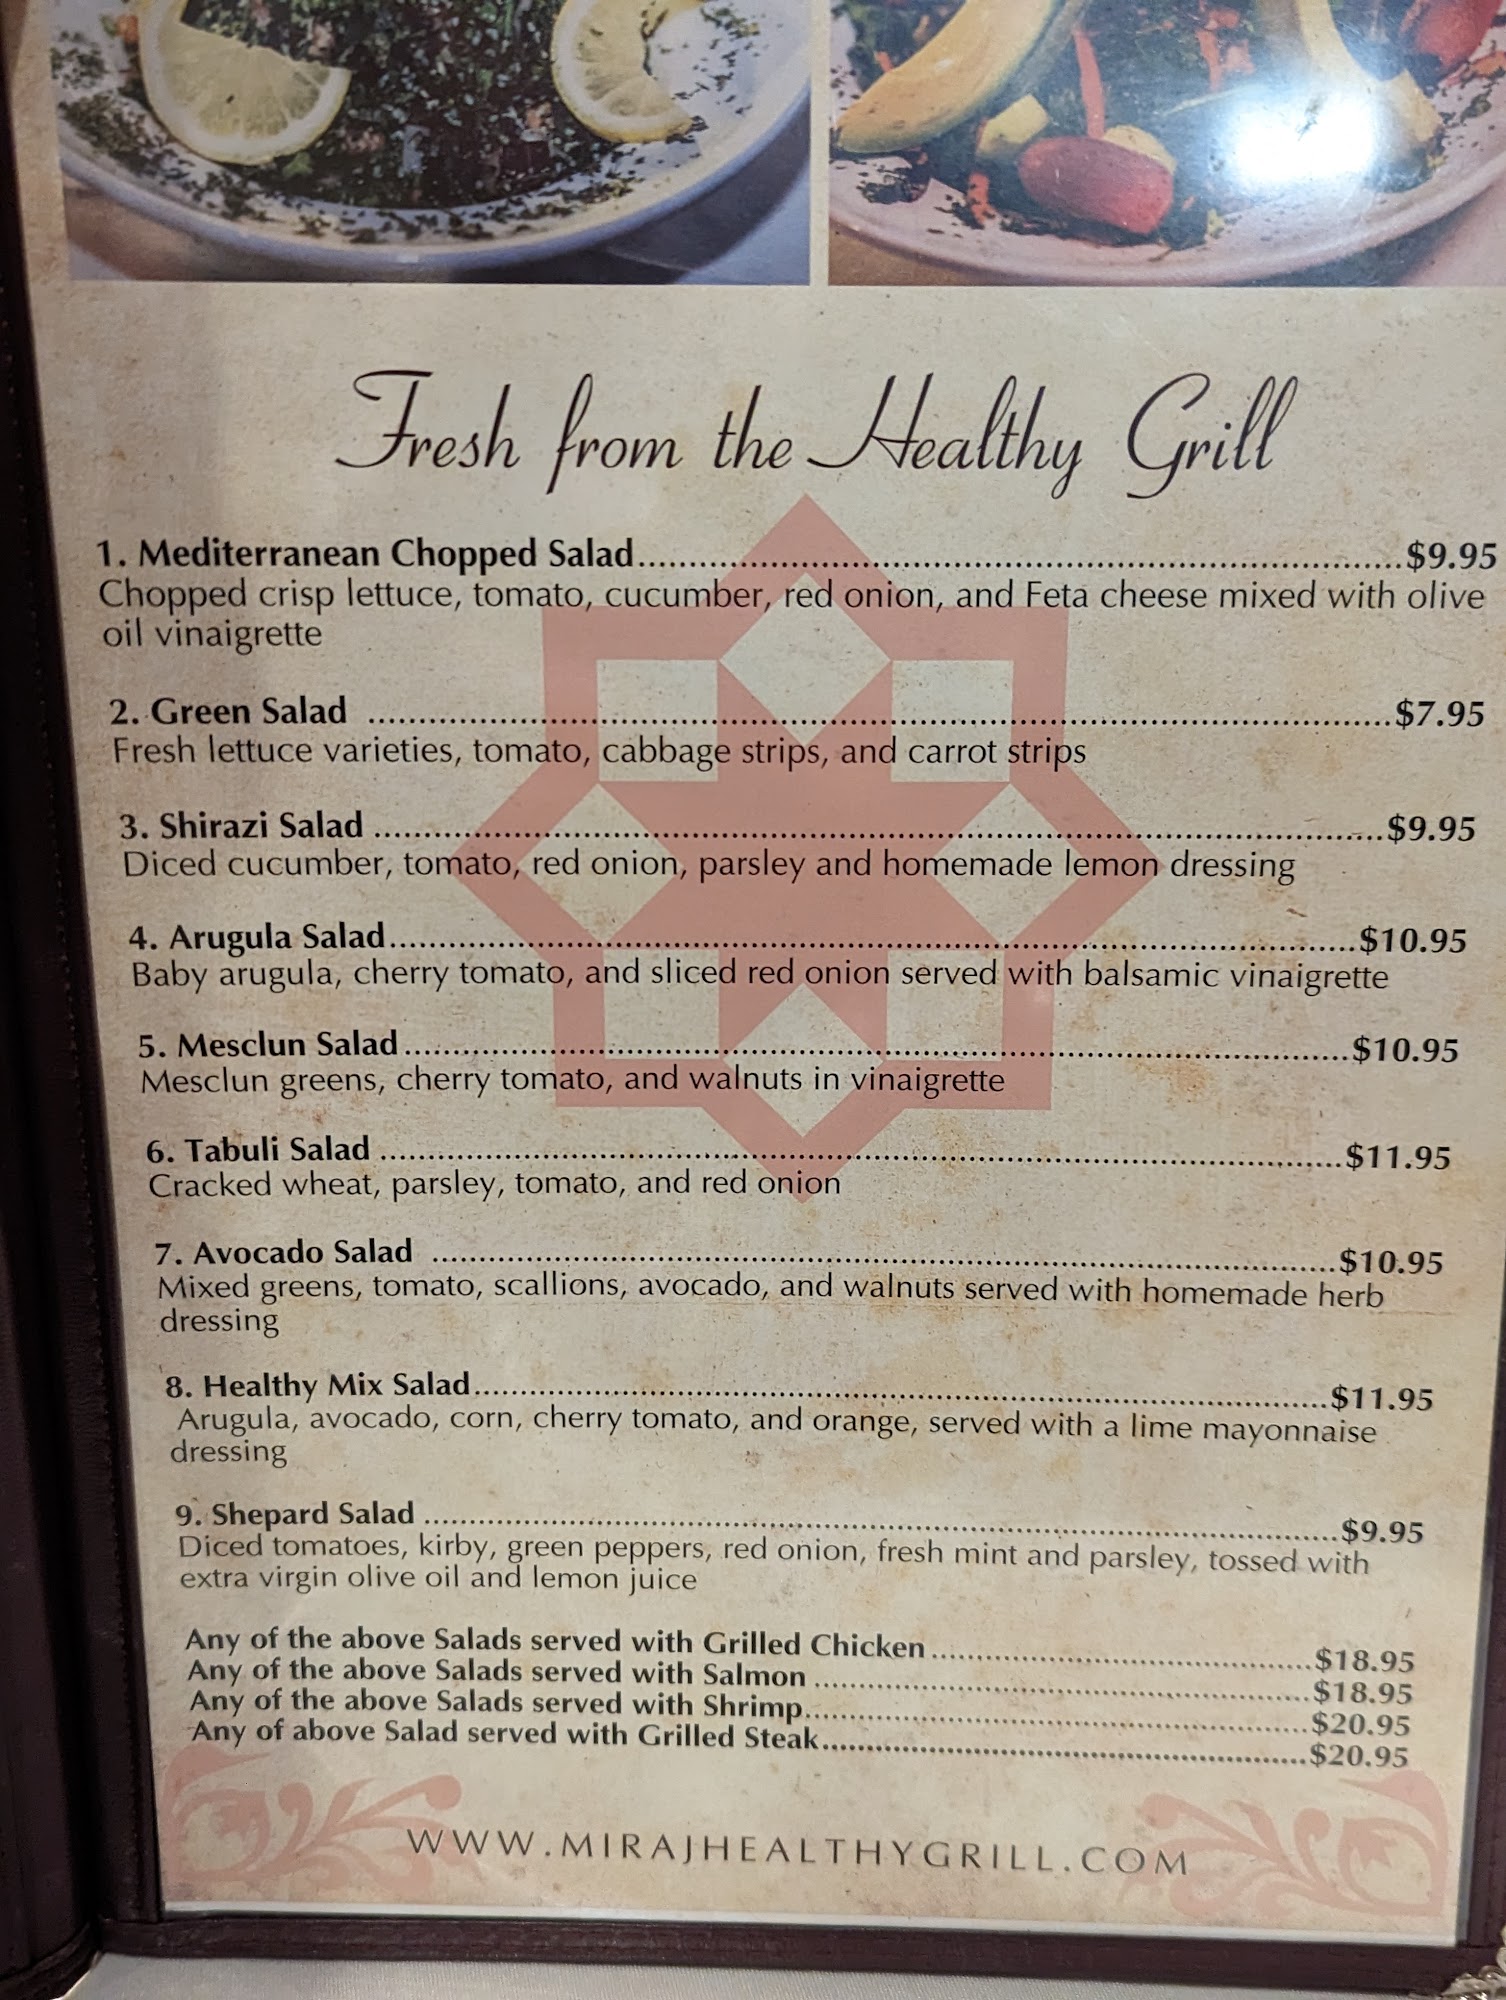 Fresh from the Healthy Grill
1. Mediterranean Chopped Salad..........$9.95
Chopped crisp lettuce, tomato, cucumber, red onion, and Feta cheese mixed with olive
oil vinaigrette
2. Green Salad ..........$7.95
Fresh lettuce varieties, tomato, cabbage strips, and carrot strips
3. Shirazi Salad ..........$9.95
Diced cucumber, tomato, red onion, parsley and homemade lemon dressing
4. Arugula Salad..........$10.95
Baby arugula, cherry tomato, and sliced red onion served with balsamic vinaigrette
5. Mesclun Salad..........$10.95
Mesclun greens, cherry tomato, and walnuts in vinaigrette
6. Tabuli Salad ..........$11.95
Cracked wheat, parsley, tomato, and red onion
7. Avocado Salad ..........$10.95
Mixed greens, tomato, scallions, avocado, and walnuts served with homemade herb
dressing
8. Healthy Mix Salad..........$11.95
Arugula, avocado, corn, cherry tomato, and orange, served with a lime mayonnaise
dressing
9. Shepard Salad ..........$9.95
Diced tomatoes, kirby, green peppers, red onion, fresh mint and parsley, tossed with
extra virgin olive oil and lemon juice
Any of the above Salads served with Grilled Chicken..........$18.95
Any of the above Salads served with Salmon ..........$18.95
Any of the above Salads served with Shrimp..........$20.95
Any of above Salad served with Grilled Steak..........$20.95
WWW.MIRAJHEALTHYGRILL.COM